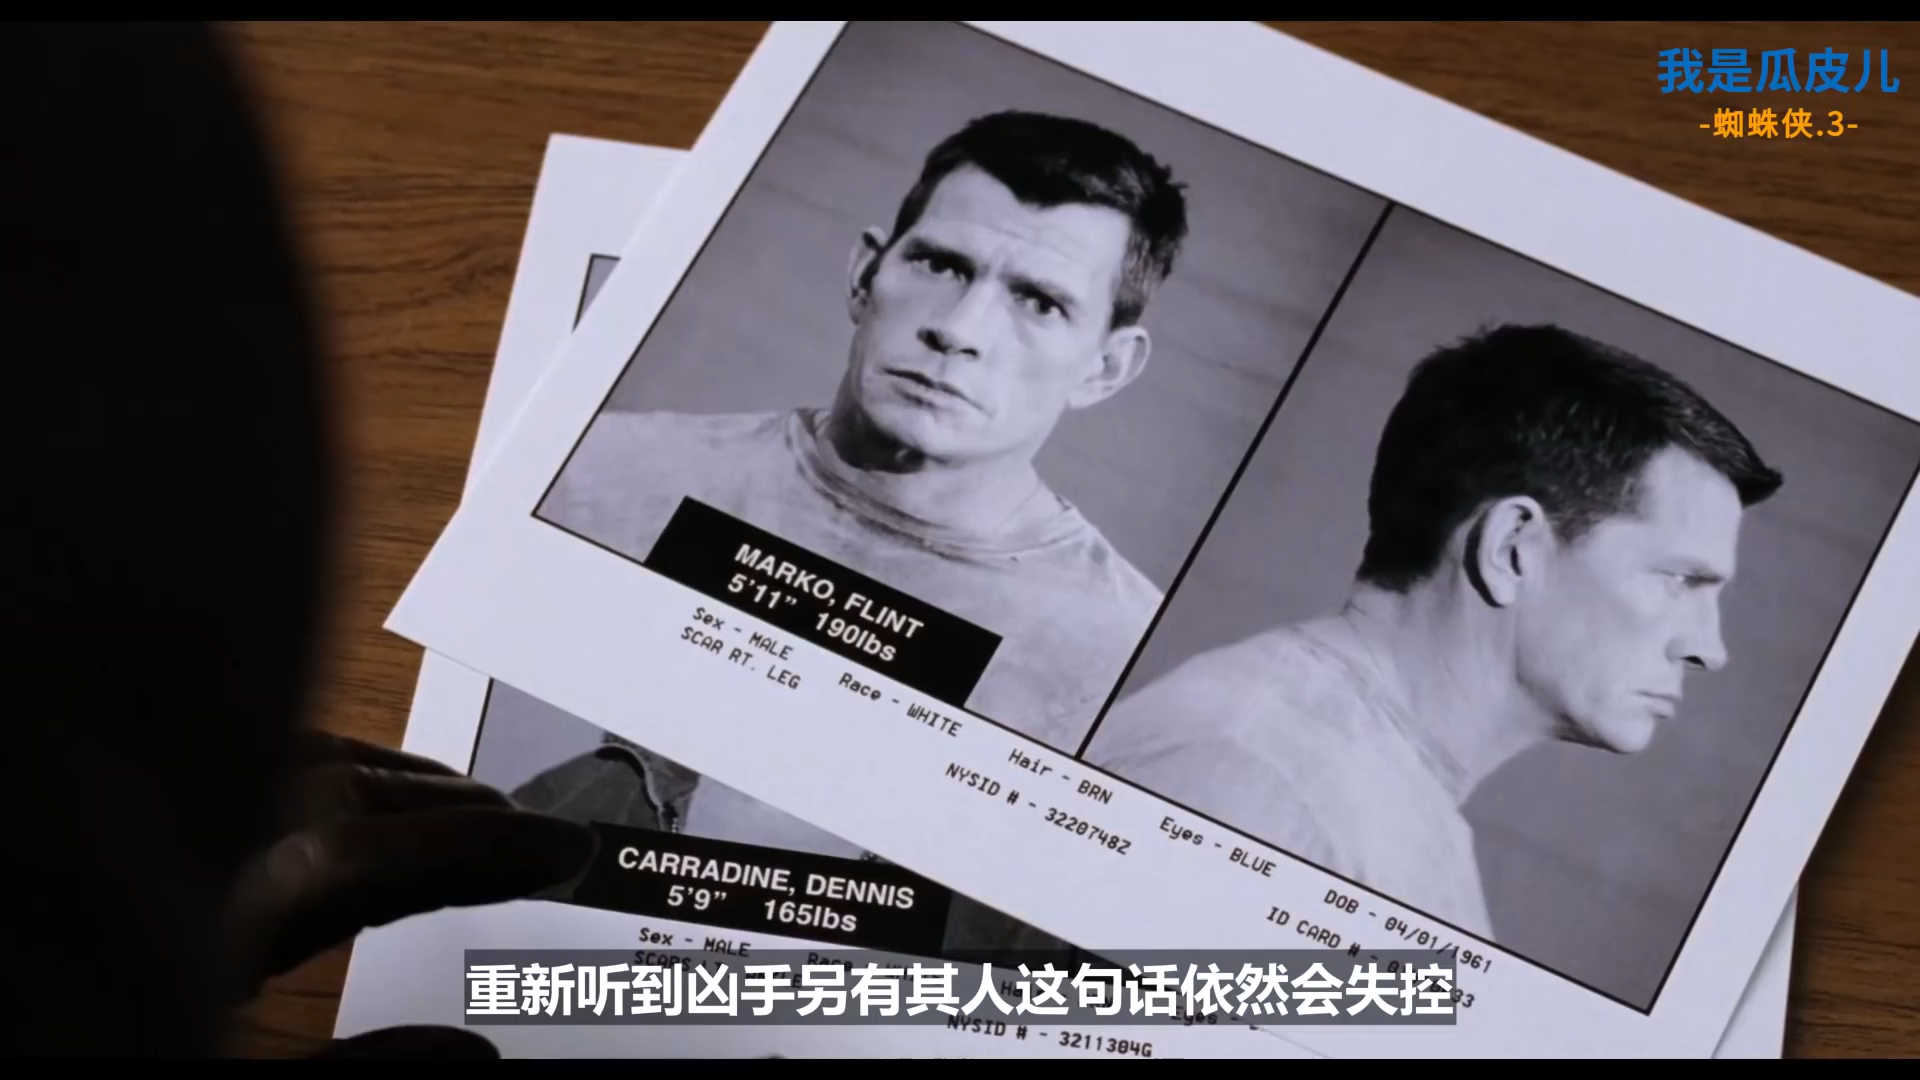 我是瓜皮儿
-蜘蛛侠.3-
MARKO, FLINT
5'11” 190lbs
Sex - MALE Race - WHITE Hair - BRN Eyes - BLUE DOB - 04/01/1961
SCAR RT. LEG NYSID # - 3220748Z ID CARD #
CARRADINE, DENNIS
5'9” 165lbs
Sex - MALE
NYSID # - 3211304G
重新听到凶手另有其人这句话依然会失控